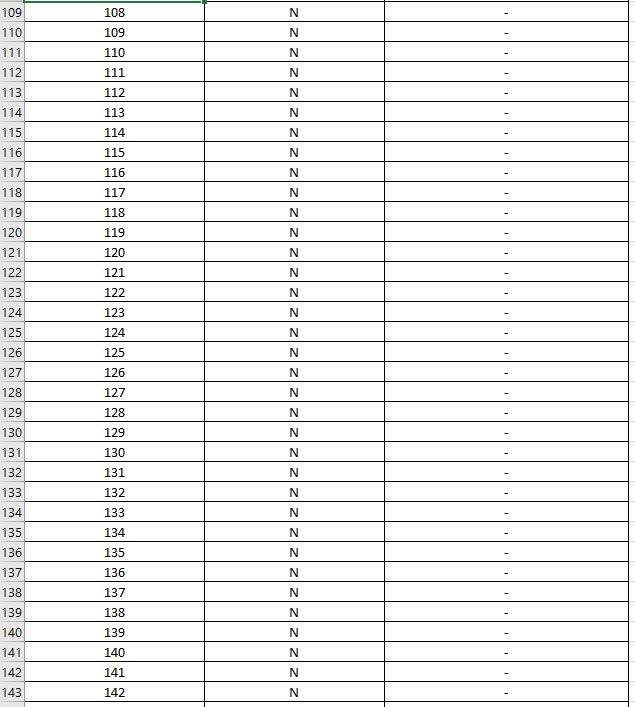 109 108 N -
110 109 N -
111 110 N -
112 111 N -
113 112 N -
114 113 N -
115 114 N -
116 115 N -
117 116 N -
118 117 N -
119 118 N -
120 119 N -
121 120 N -
122 121 N -
123 122 N -
124 123 N -
125 124 N -
126 125 N -
127 126 N -
128 127 N -
129 128 N -
130 129 N -
131 130 N -
132 131 N -
133 132 N -
134 133 N -
135 134 N -
136 135 N -
137 136 N -
138 137 N -
139 138 N -
140 139 N -
141 140 N -
142 141 N -
143 142 N -